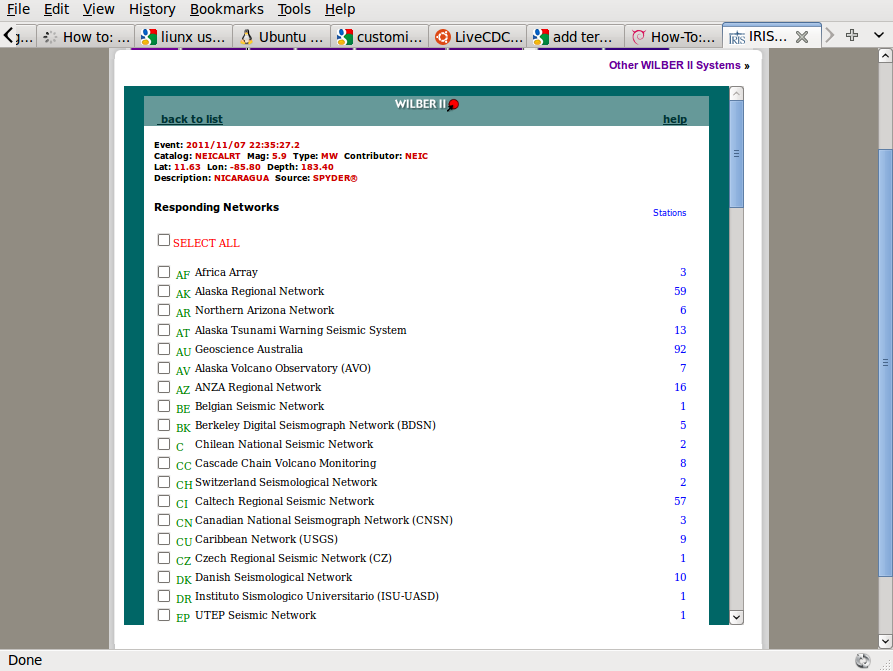 File Edit View History Bookmarks Tools Help
g... How to: ... liunx us... Ubuntu ... customi... LiveCDC... add ter... How-To:... IRIS...
Other WILBER II Systems »
WILBER II
back to list help
Event: 2011/11/07 22:35:27.2
Catalog: NEICALRT Mag: 5.9 Type: MW Contributor: NEIC
Lat: 11.63 Lon: -85.80 Depth: 183.40
Description: NICARAGUA Source: SPYDER®
Responding Networks
Stations
SELECT ALL
AF Africa Array 3
AK Alaska Regional Network 59
AR Northern Arizona Network 6
AT Alaska Tsunami Warning Seismic System 13
AU Geoscience Australia 92
AV Alaska Volcano Observatory (AVO) 7
AZ ANZA Regional Network 16
BE Belgian Seismic Network 1
BK Berkeley Digital Seismograph Network (BDSN) 5
C Chilean National Seismic Network 2
CC Cascade Chain Volcano Monitoring 8
CH Switzerland Seismological Network 2
CI Caltech Regional Seismic Network 57
CN Canadian National Seismograph Network (CNSN) 3
CU Caribbean Network (USGS) 9
CZ Czech Regional Seismic Network (CZ) 1
DK Danish Seismological Network 10
DR Instituto Sismologico Universitario (ISU-UASD) 1
EP UTEP Seismic Network 1
Done